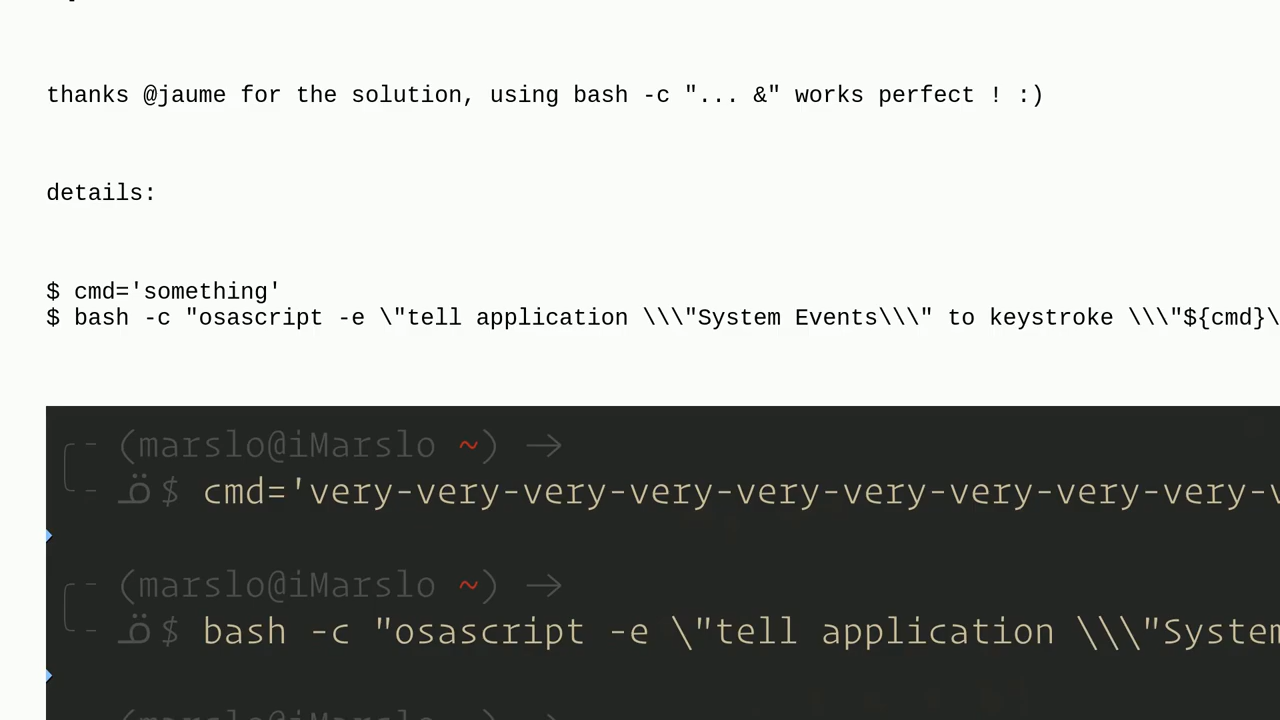 thanks @jaume for the solution, using bash -c "... &" works perfect ! :)
details:
$ cmd='something'
$ bash -c "osascript -e \"tell application \\\"System Events\\\" to keystroke \\\"${cmd}\
(marslo@iMarslo ~) →
$ cmd='very-very-very-very-very-very-very-very-very-
(marslo@iMarslo ~) →
$ bash -c "osascript -e \"tell application \\\"System
(marslo@iMarslo ~) →